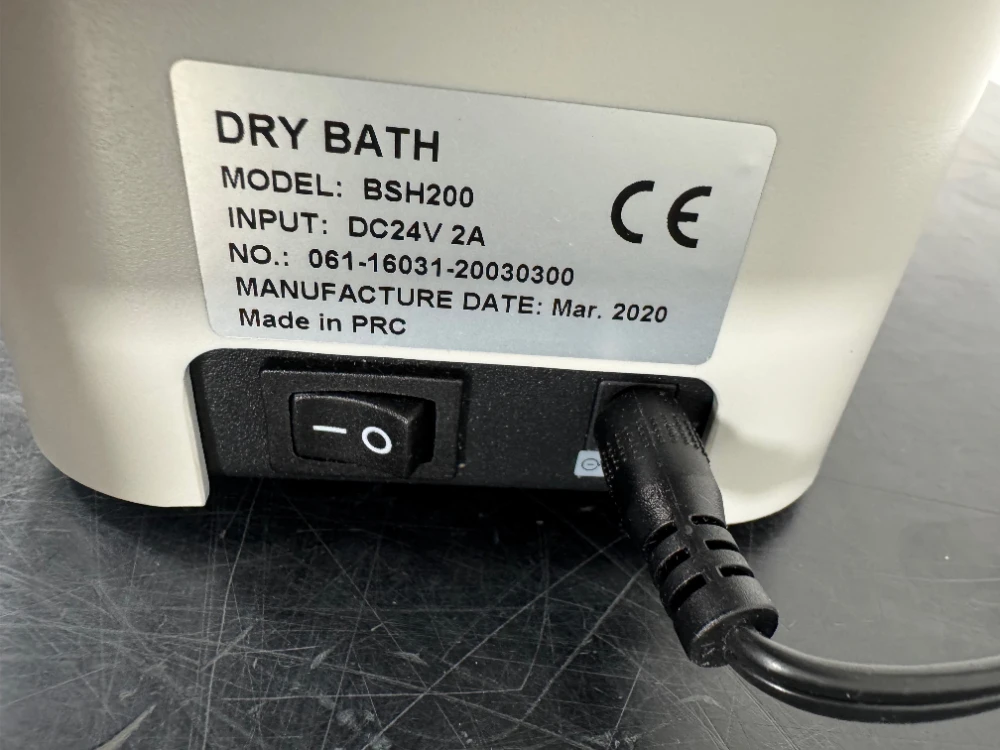 DRY BATH
MODEL: BSH200
INPUT: DC24V 2A
NO.: 061-16031-20030300
MANUFACTURE DATE: Mar. 2020
Made in PRC
CE